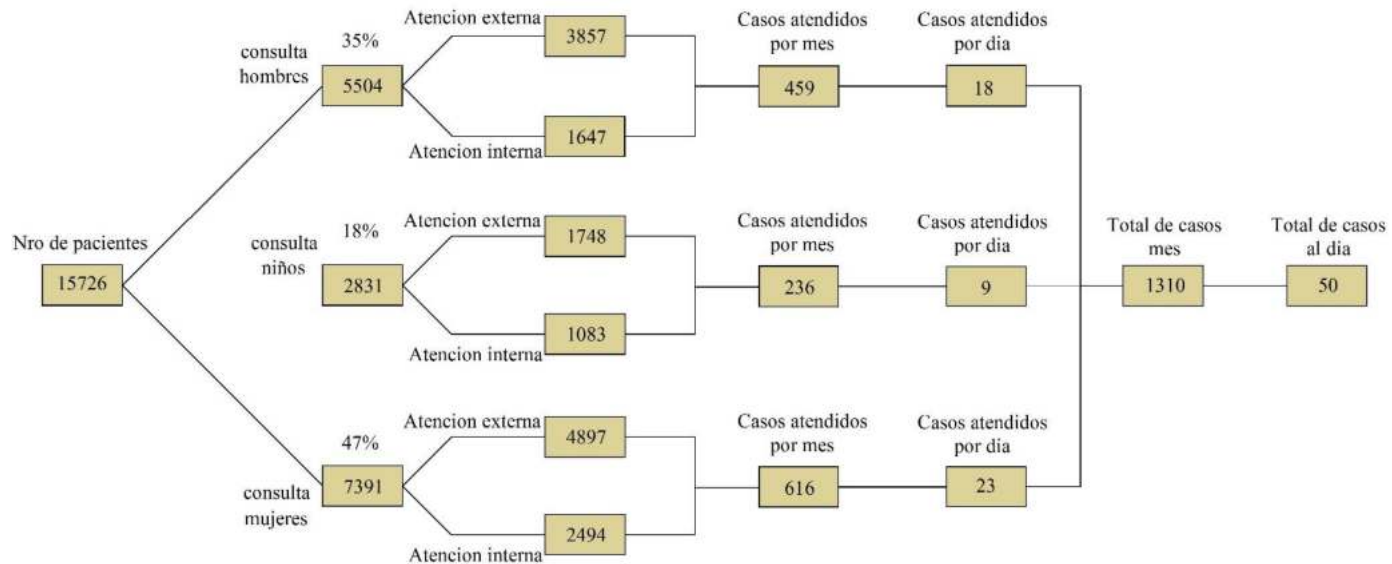 Atencion externa
35%
3857
consulta
hombres
5504
1647
Atencion interna
Casos atendidos
por mes
459
Casos atendidos
por dia
18
Nro de pacientes
15726
Atencion externa
18%
1748
consulta
niños
2831
1083
Atencion interna
Casos atendidos
por mes
236
Casos atendidos
por dia
9
Total de casos
mes
1310
Total de casos
al dia
50
Atencion externa
47%
4897
7391
consulta
mujeres
2494
Atencion interna
Casos atendidos
por mes
616
Casos atendidos
por dia
23